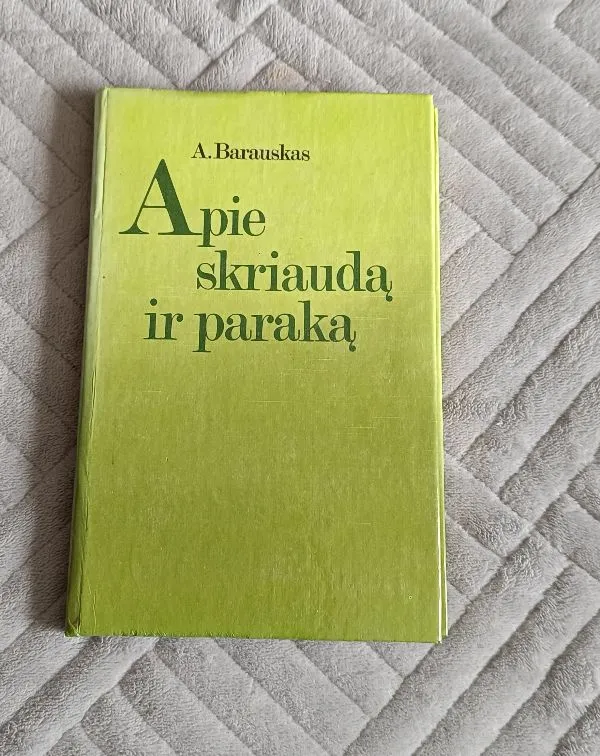 A. Barauskas
Apie
skriaudą
ir paraką